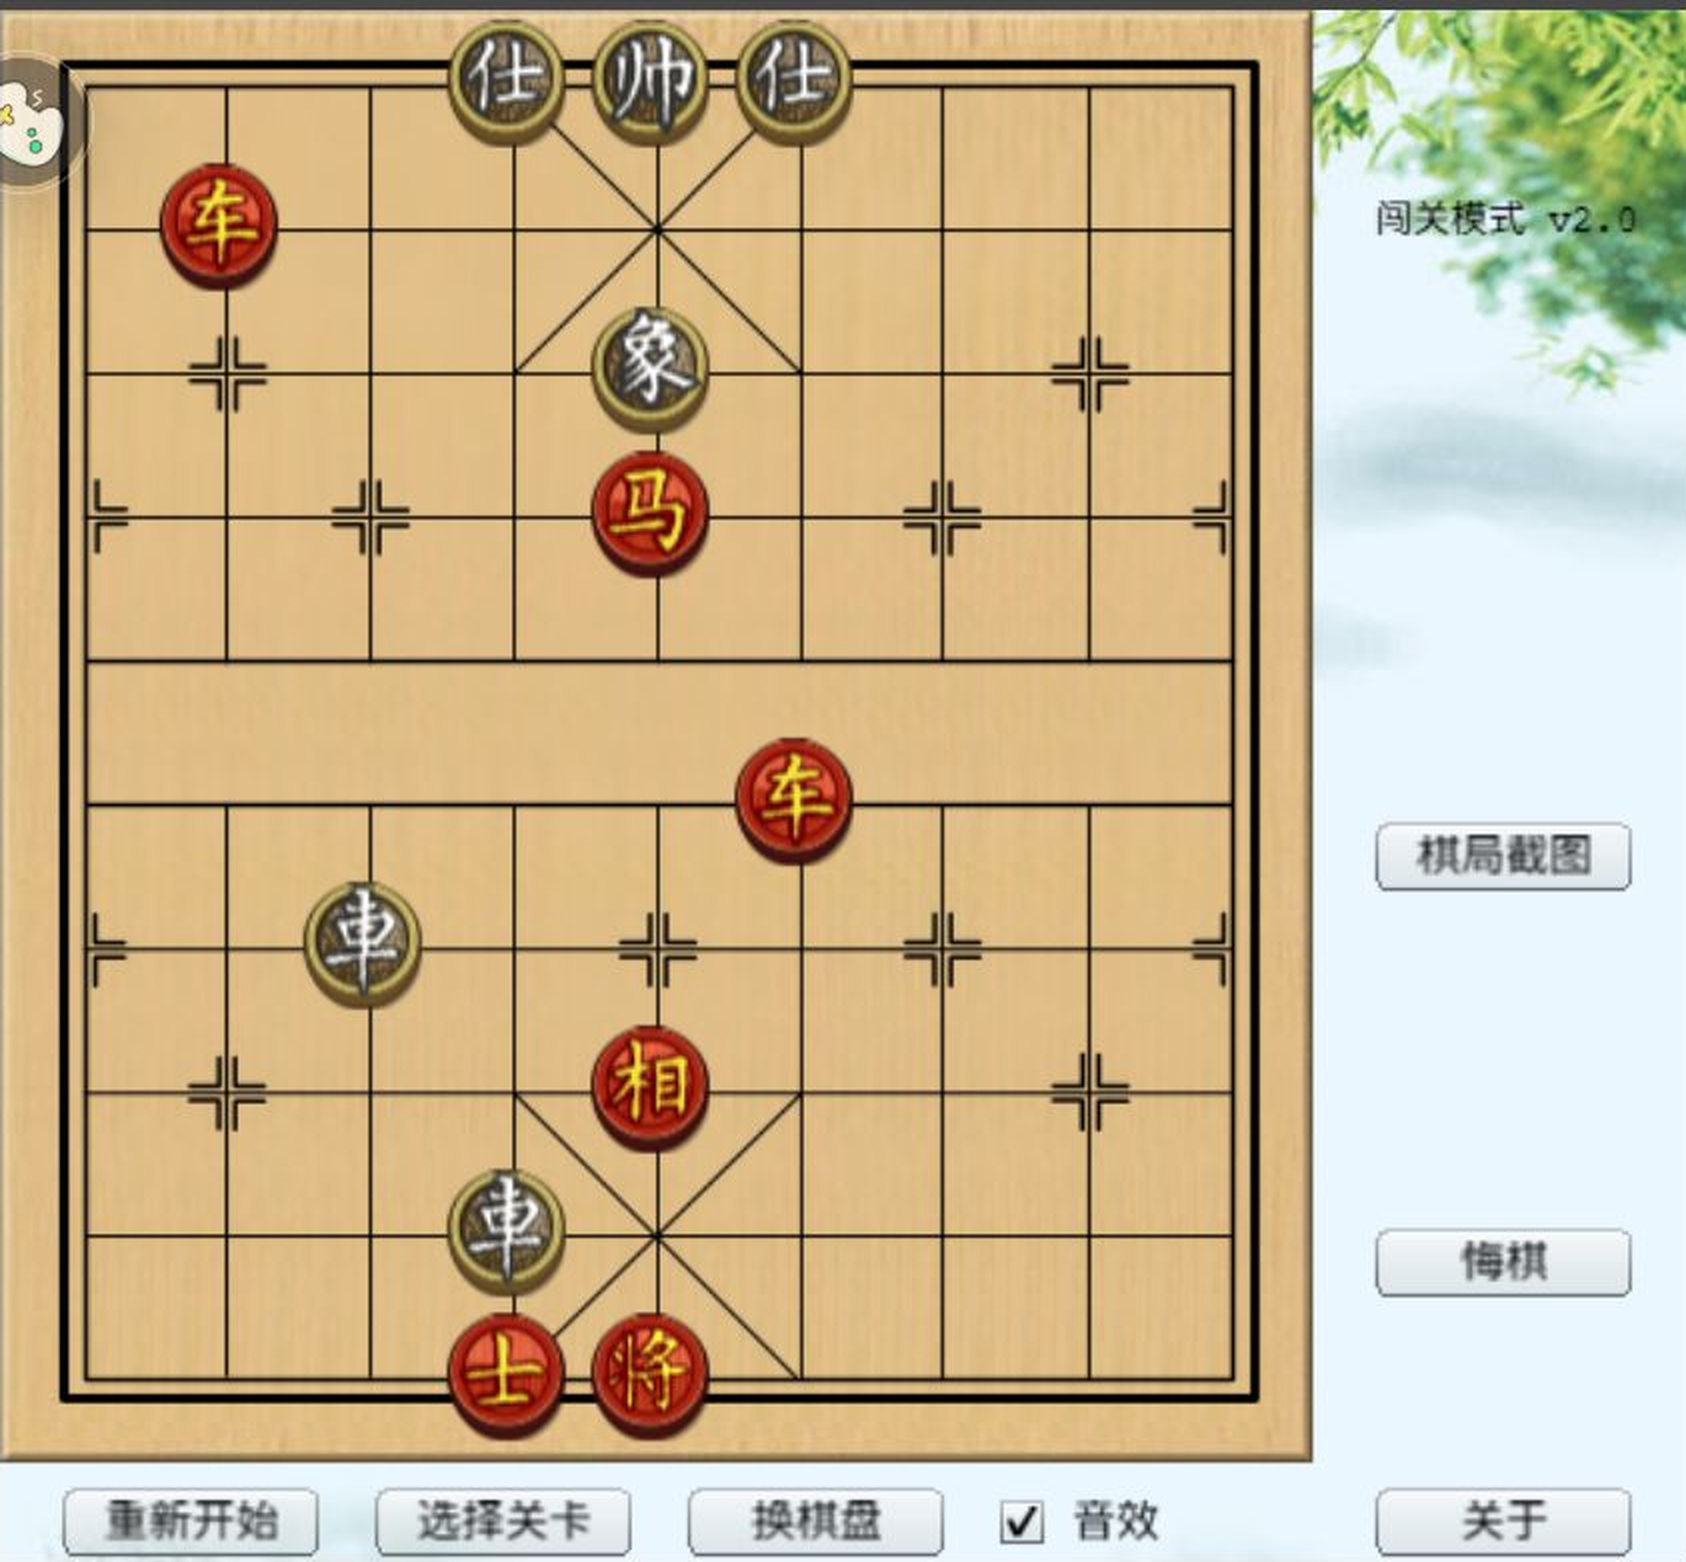 仕 帅 仕
车
闯关模式 v2.0
象
马
车
棋局截图
車
相
車
悔棋
士 将
重新开始 选择关卡 换棋盘 音效 关于